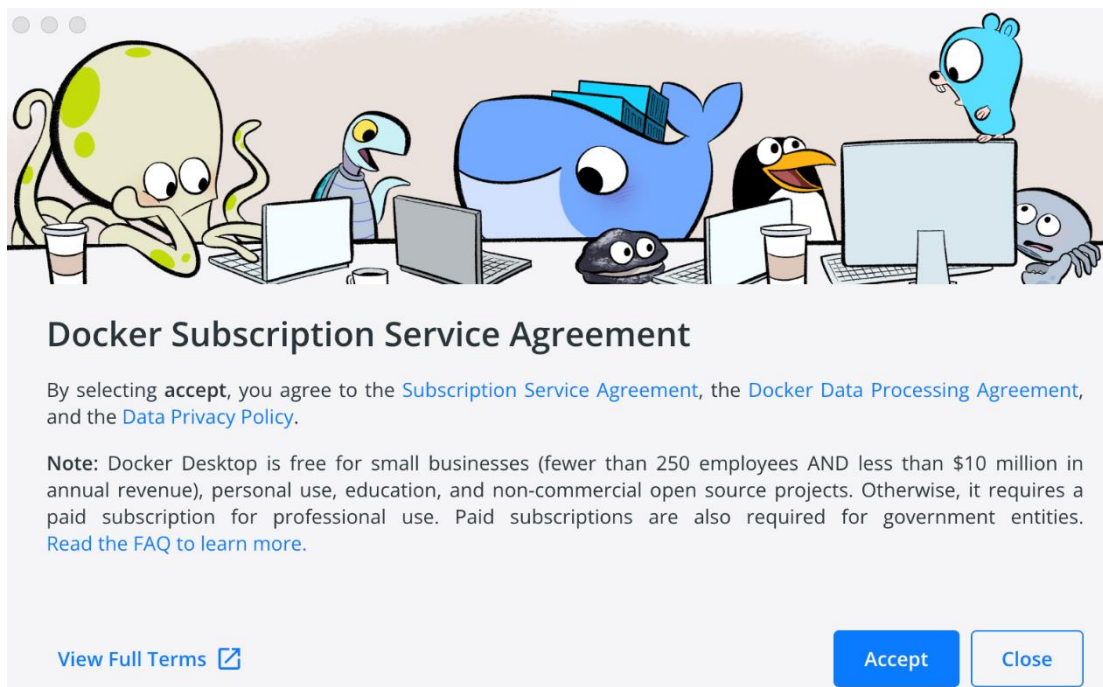 Docker Subscription Service Agreement
By selecting accept, you agree to the Subscription Service Agreement, the Docker Data Processing Agreement,
and the Data Privacy Policy.
Note: Docker Desktop is free for small businesses (fewer than 250 employees AND less than $10 million in
annual revenue), personal use, education, and non-commercial open source projects. Otherwise, it requires a
paid subscription for professional use. Paid subscriptions are also required for government entities.
Read the FAQ to learn more.
View Full Terms
Accept
Close